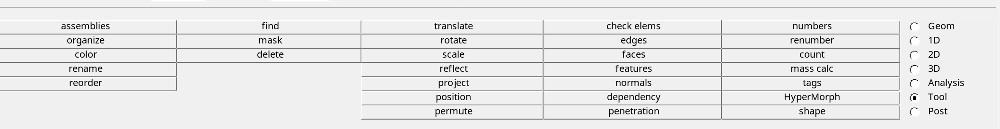 assemblies find translate check elems numbers Geom
organize mask rotate edges renumber 1D
color delete scale faces count 2D
rename reflect features mass calc 3D
reorder project normals tags Analysis
position dependency HyperMorph Tool
permute penetration shape Post